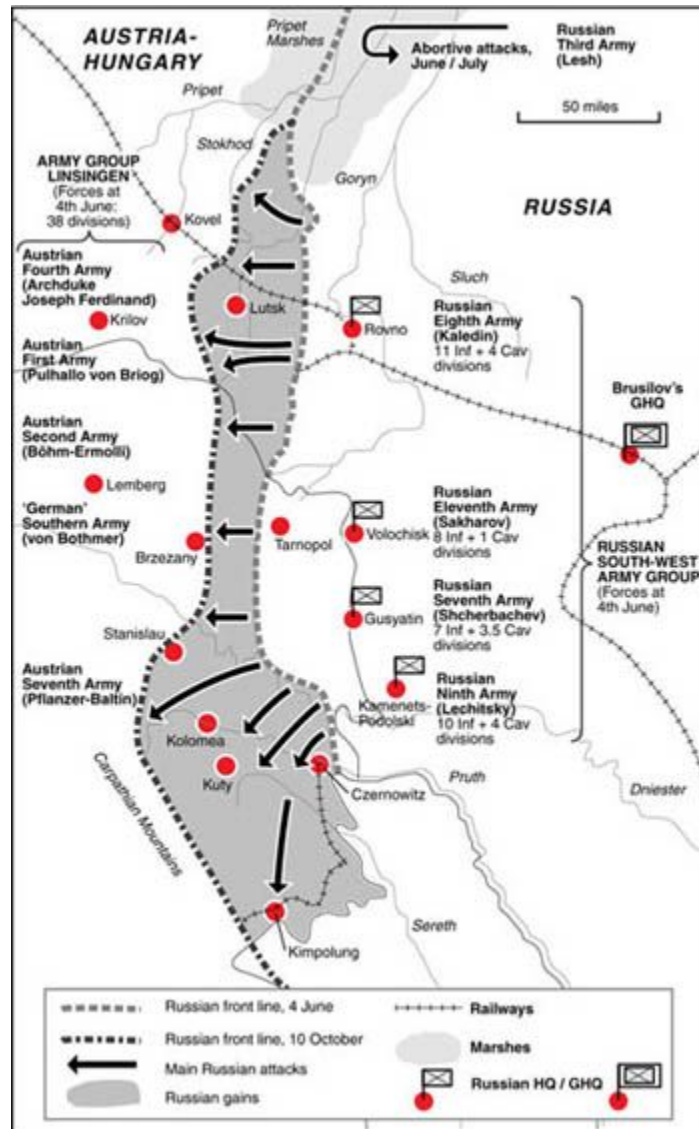 AUSTRIA-
HUNGARY
Pripet
Marshes
Abortive attacks,
June / July
Russian
Third Army
(Lesh)
50 miles
Pripet
Stokhod
Goryn
ARMY GROUP
LINSINGEN
(Forces at
4th June:
38 divisions)
Kovel
RUSSIA
Sluch
Austrian
Fourth Army
(Archduke
Joseph Ferdinand)
Krilov
Lutsk
Rovno
Russian
Eighth Army
(Kaledin)
11 Inf + 4 Cav
divisions
Austrian
First Army
(Pulhallo von Briog)
Brusilov's
GHQ
Austrian
Second Army
(Böhm-Ermolli)
Lemberg
'German'
Southern Army
(von Bothmer)
Brzezany
Tarnopol
Volochisk
Russian
Eleventh Army
(Sakharov)
8 Inf + 1 Cav
divisions
RUSSIAN
SOUTH-WEST
ARMY GROUP
(Forces at
4th June)
Gusyatin
Russian
Seventh Army
(Shcherbachev)
7 Inf + 3.5 Cav
divisions
Stanislau
Austrian
Seventh Army
(Pflanzer-Baltin)
Kamenets-
Podolski
Russian
Ninth Army
(Lechitsky)
10 Inf + 4 Cav
divisions
Kolomea
Kuty
Czernowitz
Pruth
Dniester
Carpathian Mountains
Sereth
Kimpolung
Russian front line, 4 June
Railways
Russian front line, 10 October
Marshes
Main Russian attacks
Russian HQ / GHQ
Russian gains